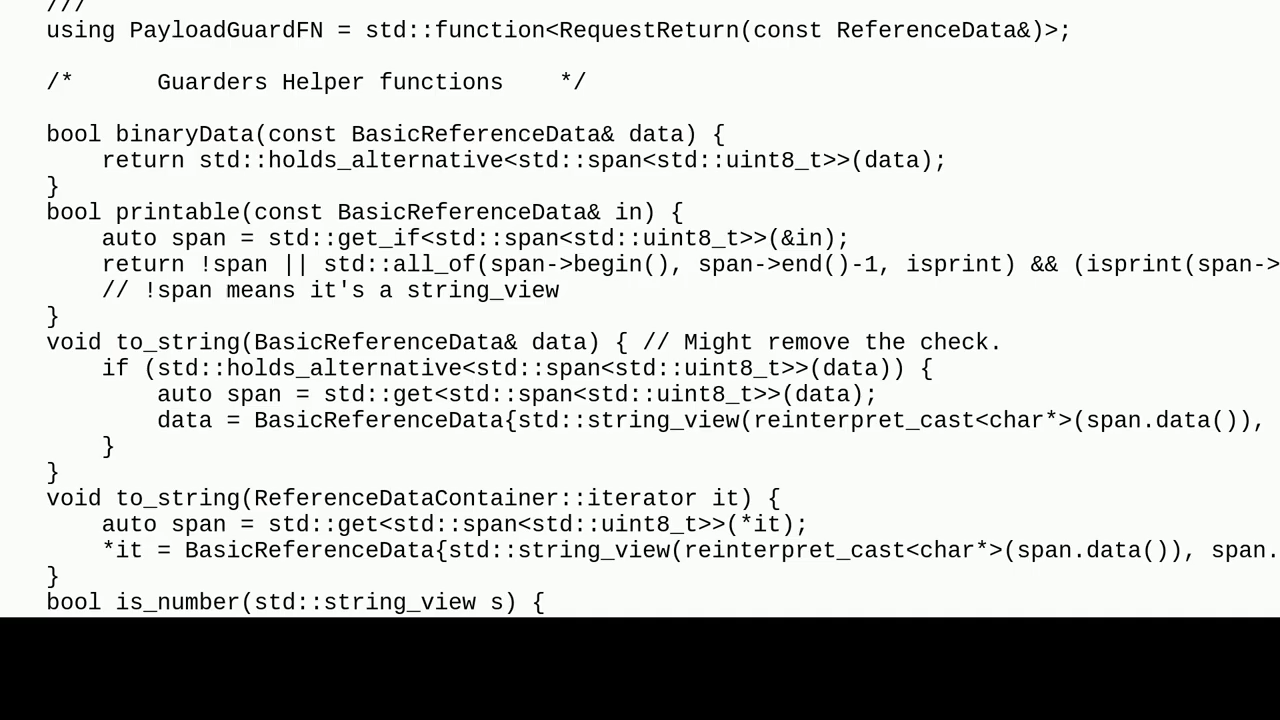 ///
using PayloadGuardFN = std::function<RequestReturn(const ReferenceData&)>;
/*      Guarders Helper functions    */
bool binaryData(const BasicReferenceData& data) {
    return std::holds_alternative<std::span<std::uint8_t>>(data);
}
bool printable(const BasicReferenceData& in) {
    auto span = std::get_if<std::span<std::uint8_t>>(&in);
    return !span || std::all_of(span->begin(), span->end()-1, isprint) && (isprint(span->
    // !span means it's a string_view
}
void to_string(BasicReferenceData& data) { // Might remove the check.
    if (std::holds_alternative<std::span<std::uint8_t>>(data)) {
        auto span = std::get<std::span<std::uint8_t>>(data);
        data = BasicReferenceData{std::string_view(reinterpret_cast<char*>(span.data()),
    }
}
void to_string(ReferenceDataContainer::iterator it) {
    auto span = std::get<std::span<std::uint8_t>>(*it);
    *it = BasicReferenceData{std::string_view(reinterpret_cast<char*>(span.data()), span.
}
bool is_number(std::string_view s) {